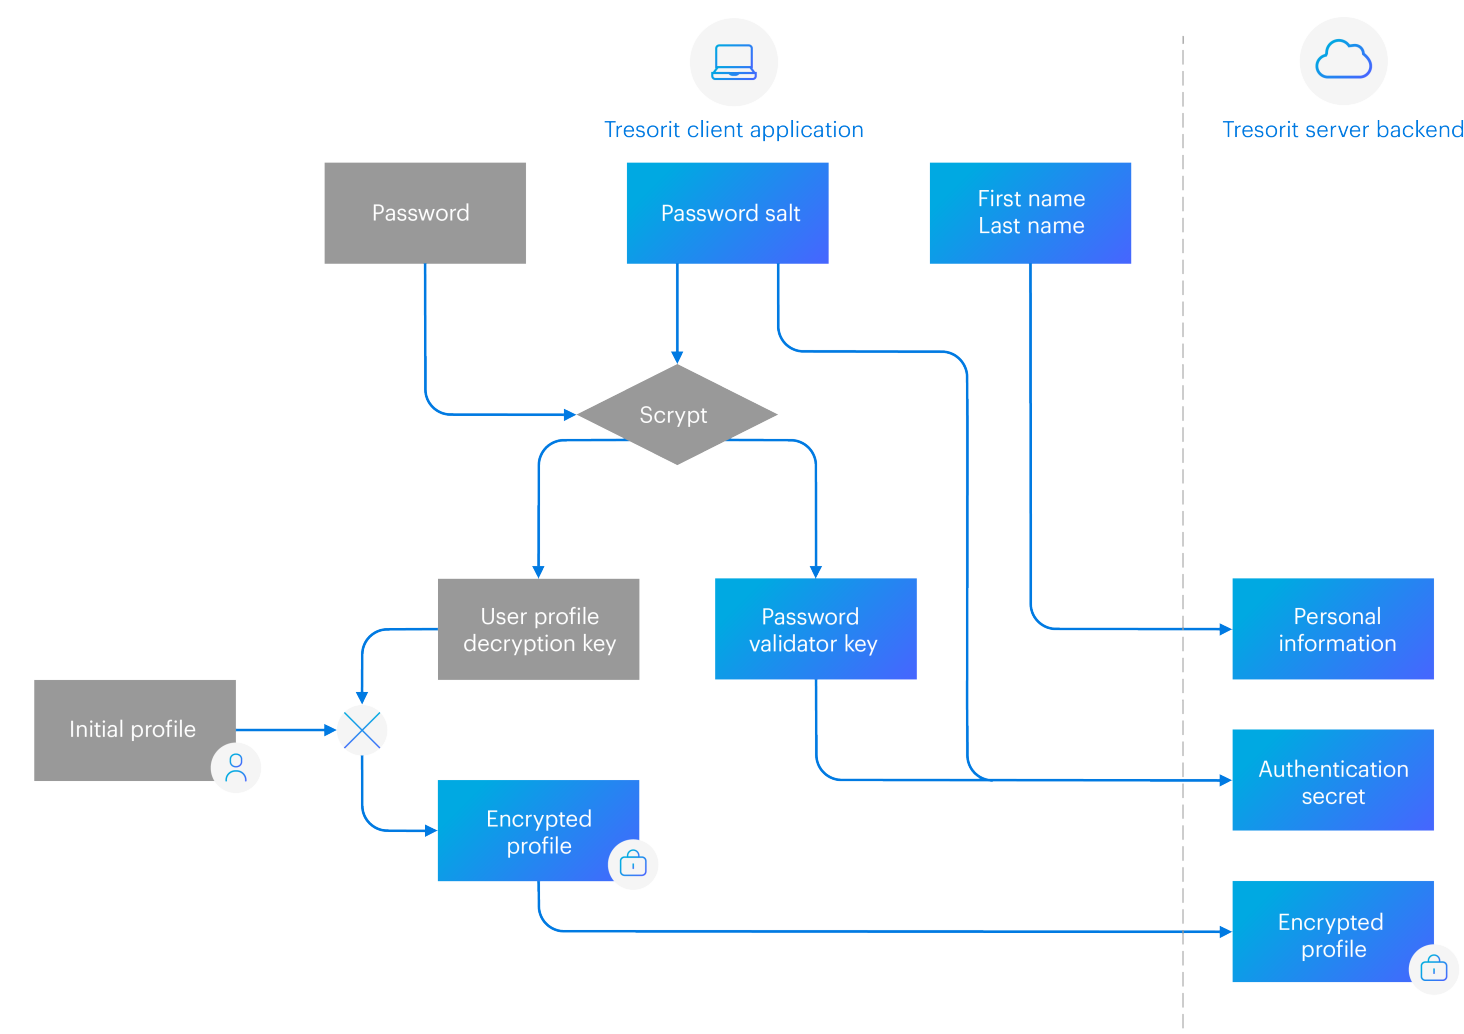 Tresorit client application
Tresorit server backend
Password
Password salt
First name
Last name
Scrypt
User profile
decryption key
Password
validator key
Personal
information
Initial profile
Authentication
secret
Encrypted
profile
Encrypted
profile